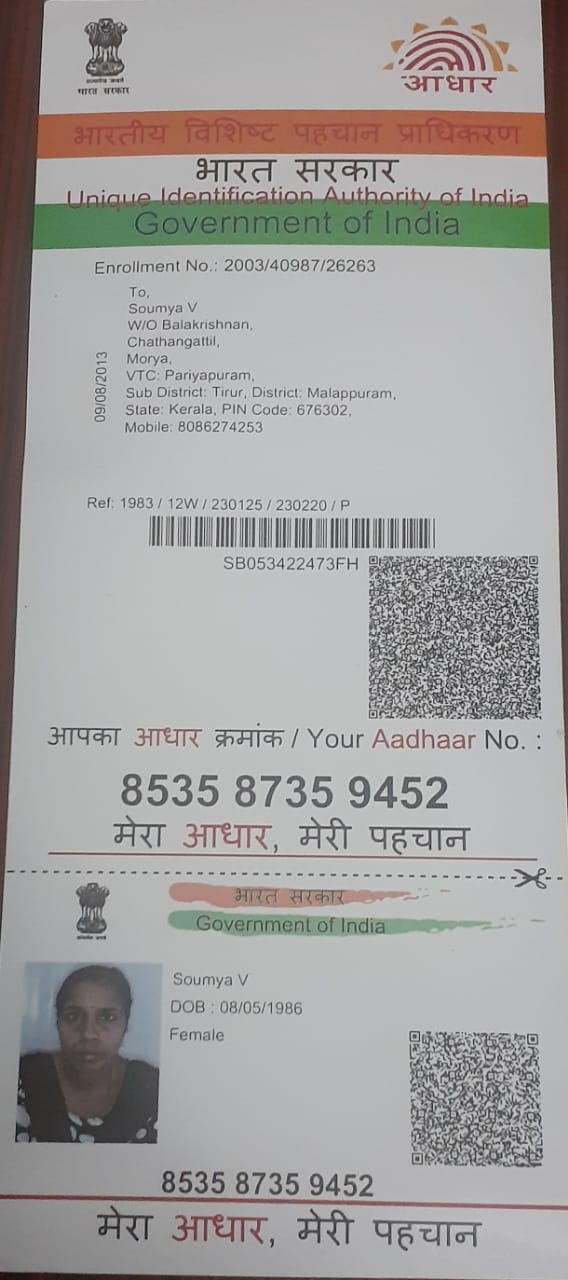 सत्यमेव जयते
भारत सरकार
आधार
भारतीय विशिष्ट पहचान प्राधिकरण
भारत सरकार
Unique Identification Authority of India
Government of India
Enrollment No.: 2003/40987/26263
To,
Soumya V
W/O Balakrishnan,
Chathangattil,
Morya,
VTC: Pariyapuram,
Sub District: Tirur, District: Malappuram,
State: Kerala, PIN Code: 676302,
Mobile: 8086274253
09/08/2013
Ref: 1983 / 12W / 230125 / 230220 / P
SB053422473FH
आपका आधार क्रमांक / Your Aadhaar No. :
8535 8735 9452
मेरा आधार, मेरी पहचान
भारत सरकार
Government of India
Soumya V
DOB : 08/05/1986
Female
8535 8735 9452
मेरा आधार, मेरी पहचान